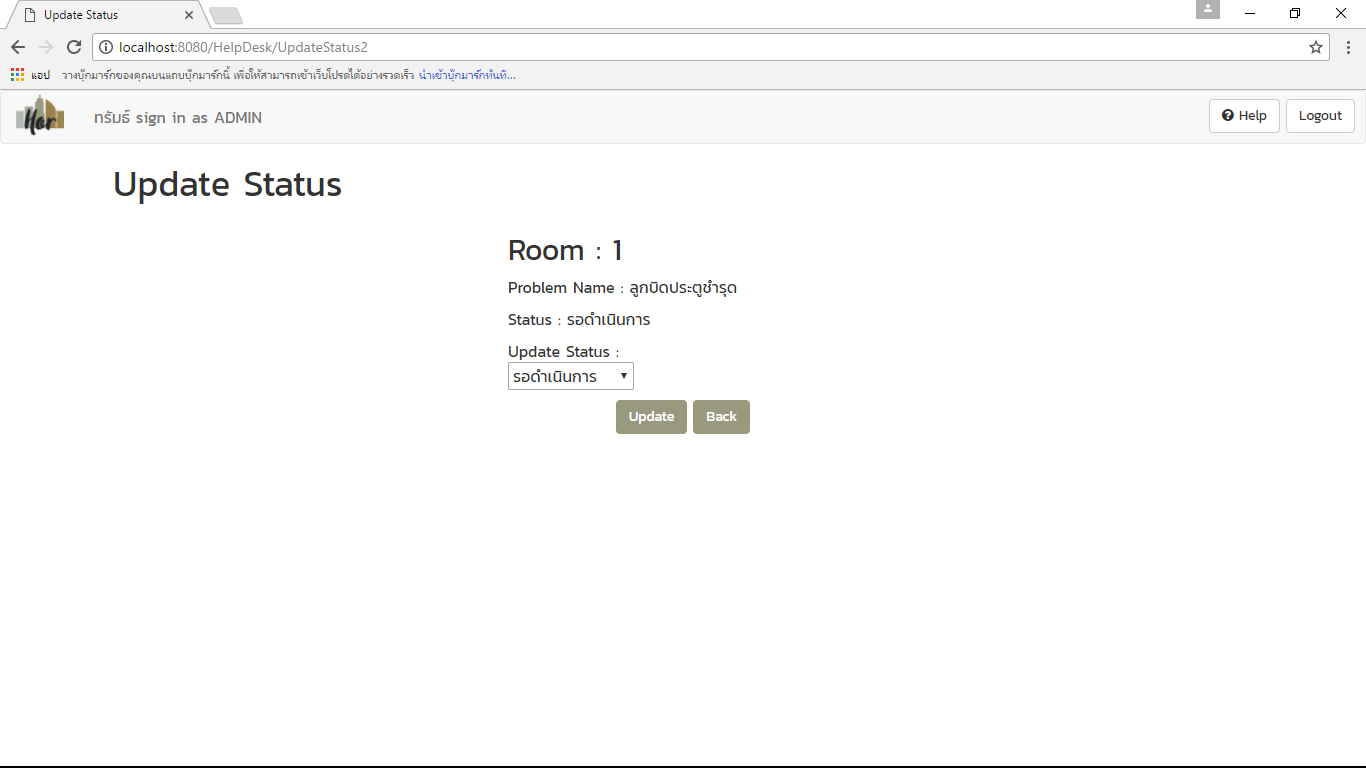 Update Status
localhost:8080/HelpDesk/UpdateStatus2
แอป วางบุ๊กมาร์กของคุณบนแถบบุ๊กมาร์กนี้ เพื่อให้สามารถเข้าเว็บโปรดได้อย่างรวดเร็ว นำเข้าบุ๊กมาร์กทันที...
Hor ทรัมธ์ sign in as ADMIN Help Logout
Update Status
Room : 1
Problem Name : ลูกบิดประตูชำรุด
Status : รอดำเนินการ
Update Status :
รอดำเนินการ
Update Back